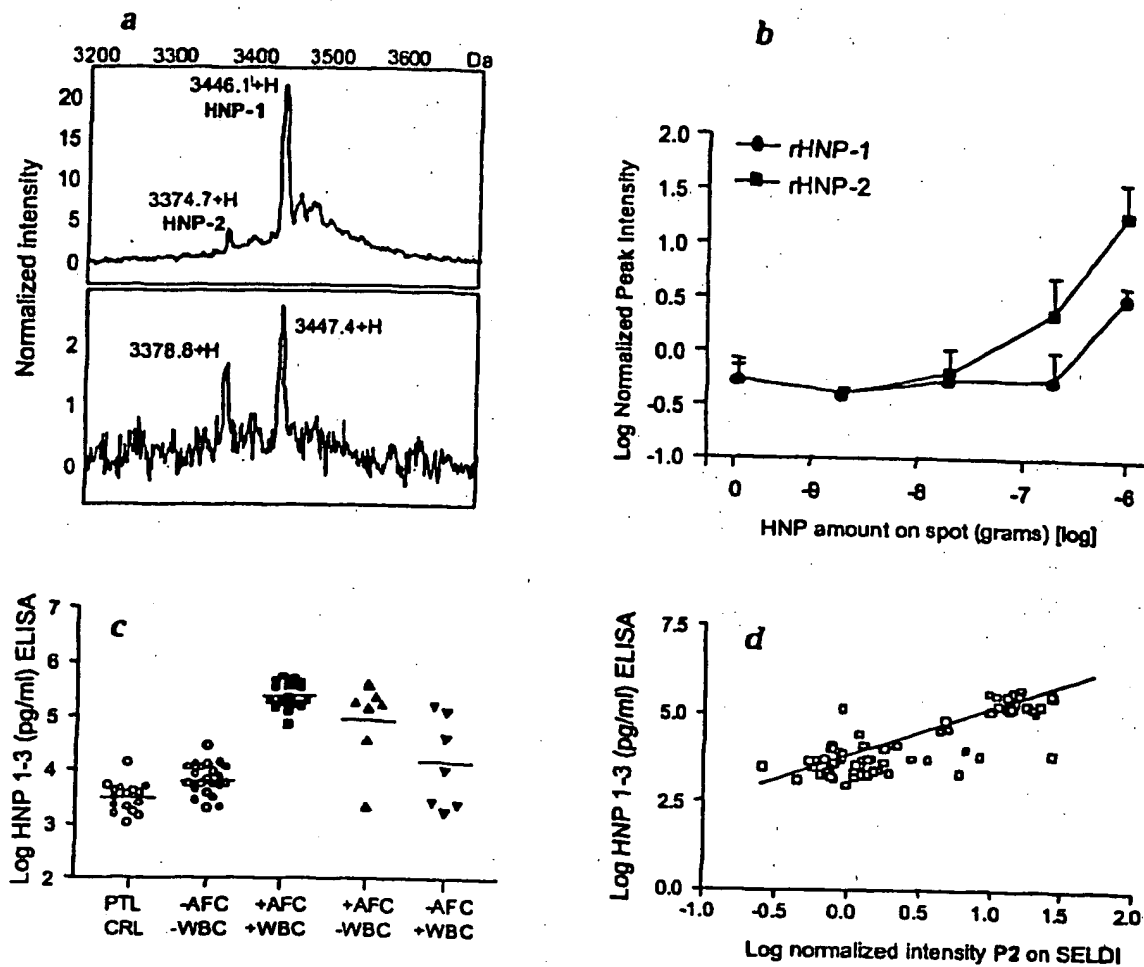 a
3200 3300 3400 3500 3600 Da
3446.1+H
HNP-1
3374.7+H
HNP-2
20
15
10
5
0
Normalized intensity
3447.4+H
3378.8+H
2
1
0
b
rHNP-1
rHNP-2
2.0
1.5
1.0
0.5
0.0
-0.5
-1.0
Log Normalized Peak Intensity
0 -9 -8 -7 -6
HNP amount on spot (grams) [log]
c
7
6
5
4
3
2
Log HNP 1-3 (pg/ml) ELISA
PTL -AFC +AFC +AFC -AFC
CRL -WBC +WBC -WBC +WBC
d
7.5
5.0
2.5
0.0
Log HNP 1-3 (pg/ml) ELISA
-1.0 -0.5 0.0 0.5 1.0 1.5 2.0
Log normalized intensity P2 on SELDI